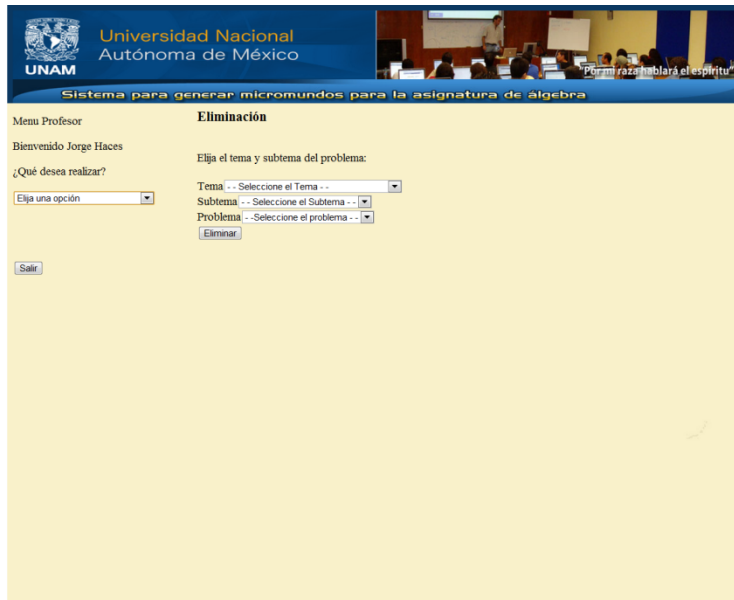 Universidad Nacional
Autónoma de México
UNAM
"Por mi raza hablará el espíritu"
Sistema para generar micromundos para la asignatura de álgebra
Menu Profesor
Bienvenido Jorge Haces
¿Qué desea realizar?
Elija una opción
Salir
Eliminación
Elija el tema y subtema del problema:
Tema - - Seleccione el Tema - -
Subtema - - Seleccione el Subtema - -
Problema - -Seleccione el problema - -
Eliminar